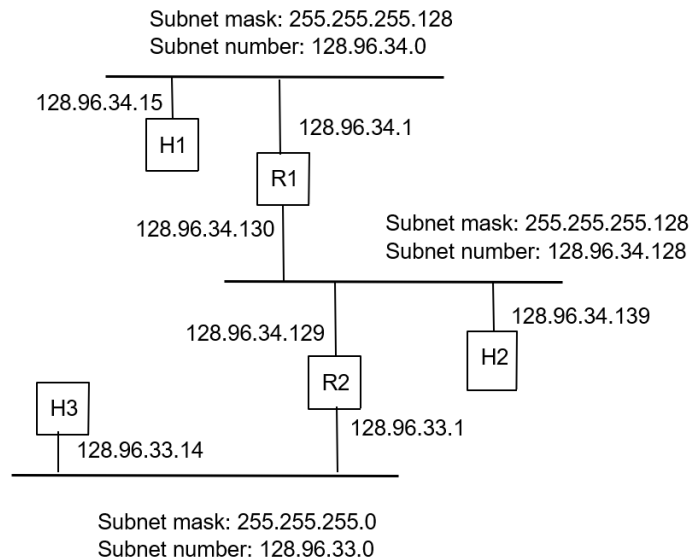 Subnet mask: 255.255.255.128
Subnet number: 128.96.34.0
128.96.34.15
H1
128.96.34.1
R1
128.96.34.130
Subnet mask: 255.255.255.128
Subnet number: 128.96.34.128
128.96.34.129
128.96.34.139
H2
R2
H3
128.96.33.1
128.96.33.14
Subnet mask: 255.255.255.0
Subnet number: 128.96.33.0